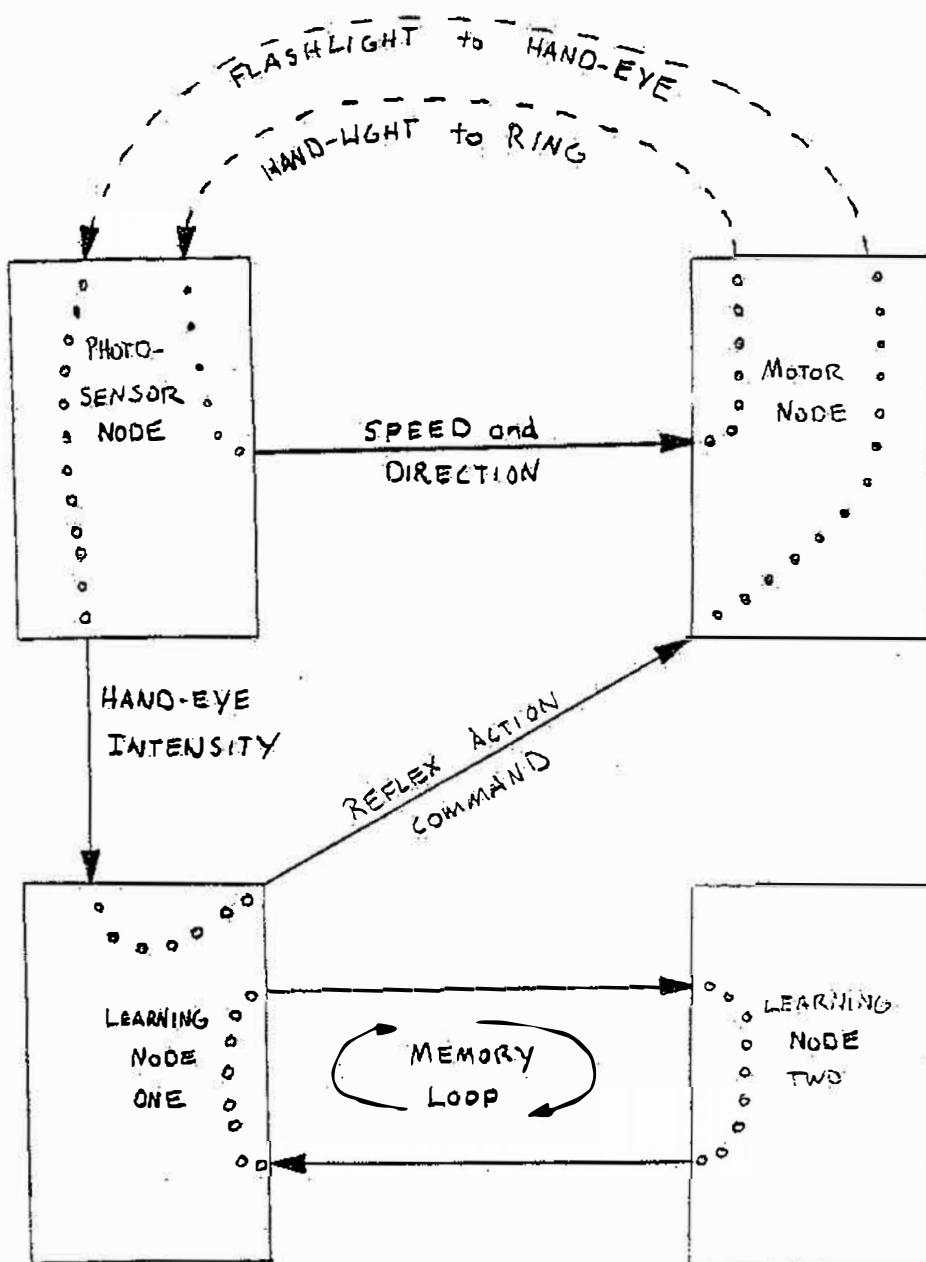 FLASHLIGHT to HAND-EYE
HAND-LIGHT to RING
PHOTO-
SENSOR
NODE
SPEED and
DIRECTION
MOTOR
NODE
HAND-EYE
INTENSITY
REFLEX ACTION
COMMAND
LEARNING
NODE
ONE
MEMORY
LOOP
LEARNING
NODE
TWO